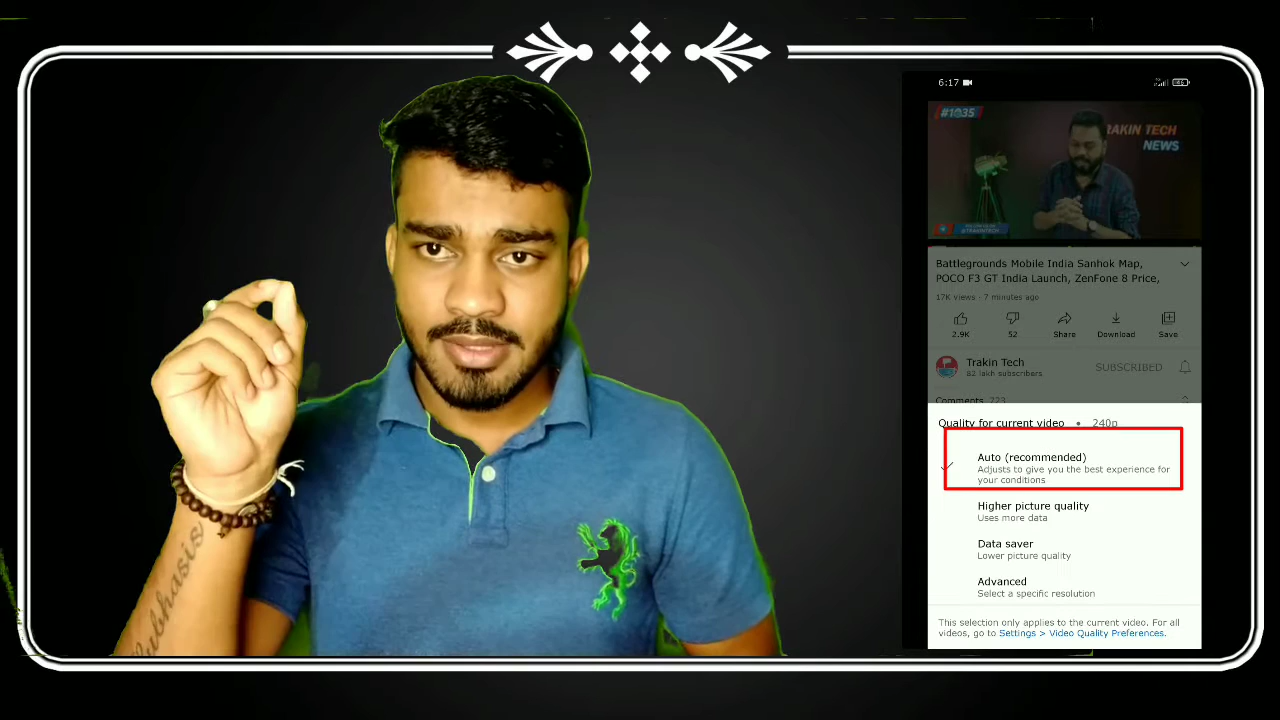 ubhasis
6:17
#1035
TRAKIN TECH
NEWS
@TRAKINTECH
Battlegrounds Mobile India Sanhok Map,
POCO F3 GT India Launch, ZenFone 8 Price,
17K views · 7 minutes ago
2.9K 52 Share Download Save
Trakin Tech
82 lakh subscribers
SUBSCRIBED
Comments 723
Quality for current video • 240p
Auto (recommended)
Adjusts to give you the best experience for
your conditions
Higher picture quality
Uses more data
Data saver
Lower picture quality
Advanced
Select a specific resolution
This selection only applies to the current video. For all
videos, go to Settings > Video Quality Preferences.